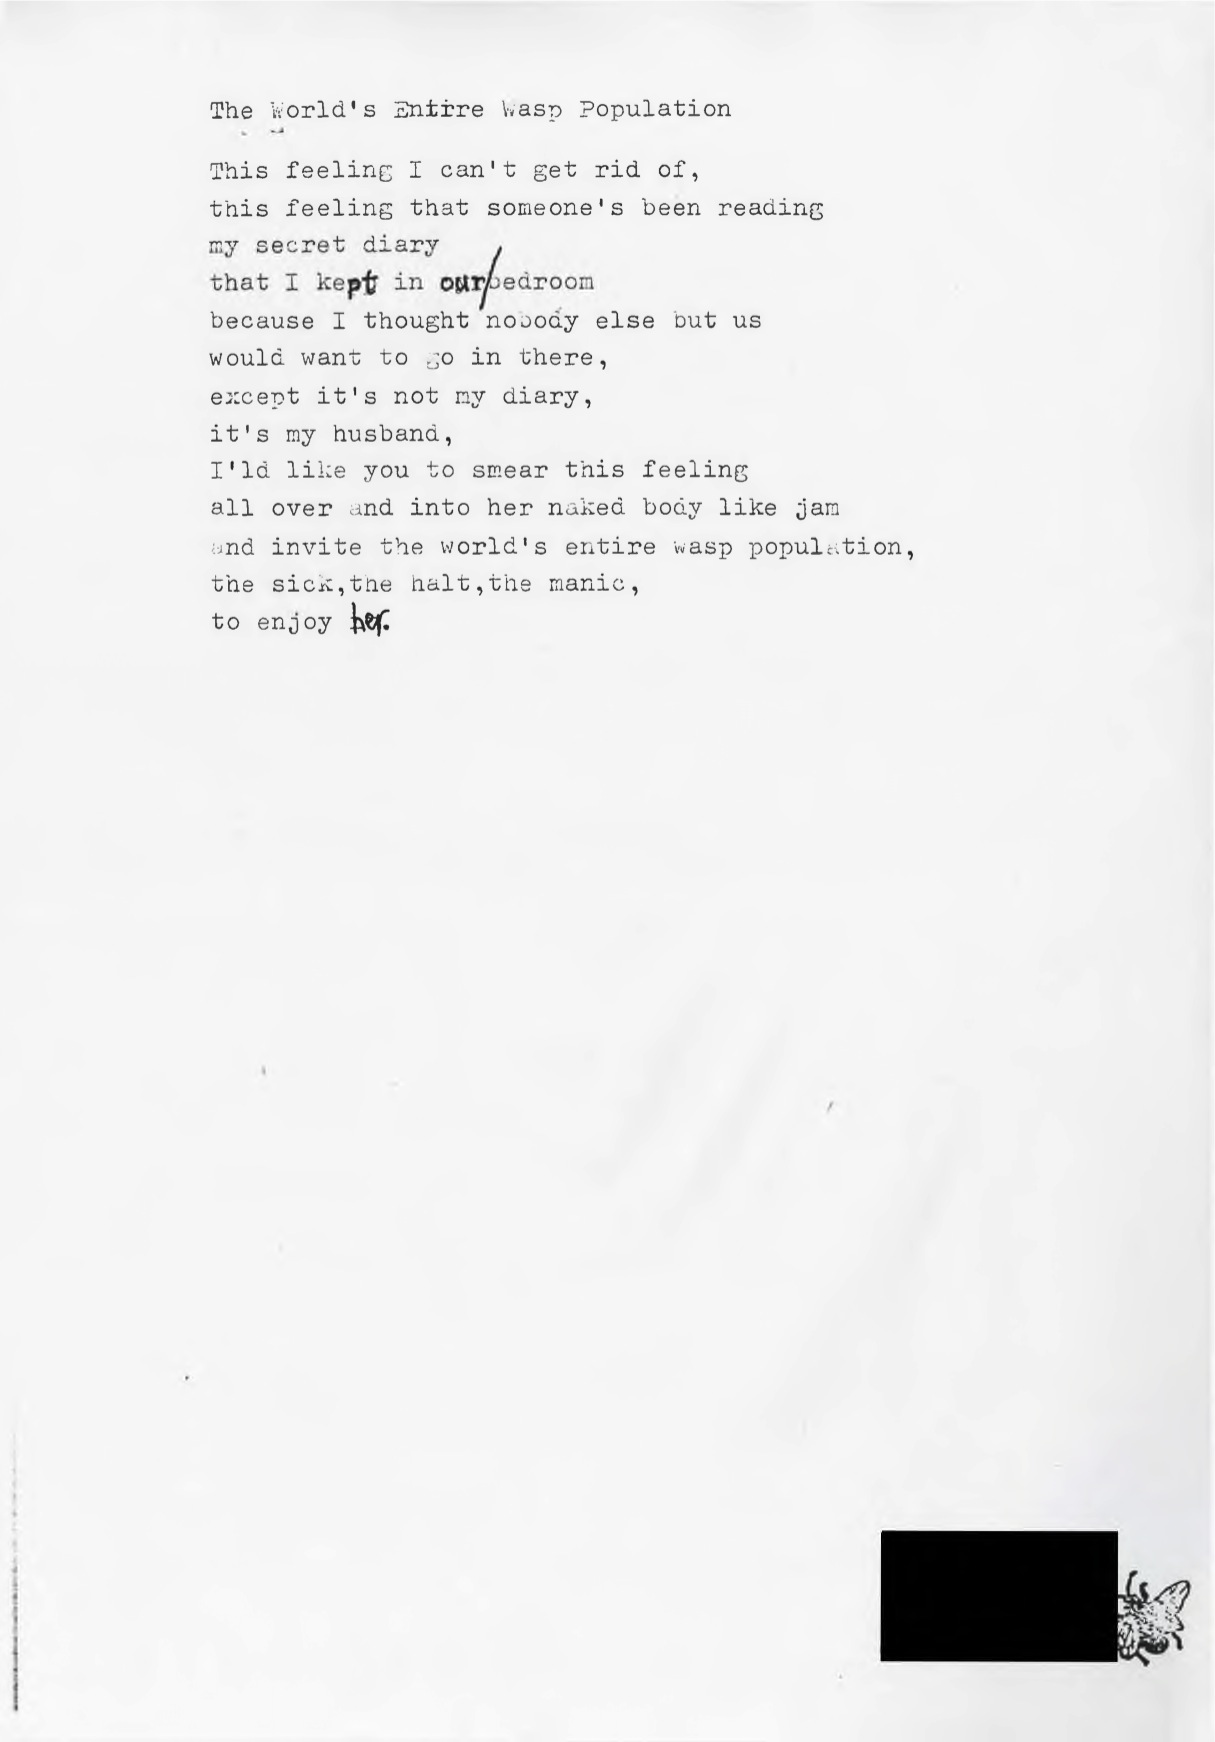 The World's Entire Wasp Population
This feeling I can't get rid of,
this feeling that someone's been reading
my secret diary
that I kept in our/bedroom
because I thought nobody else but us
would want to go in there,
except it's not my diary,
it's my husband,
I'ld like you to smear this feeling
all over and into her naked body like jam
and invite the world's entire wasp population,
the sick,the halt,the manic,
to enjoy her.